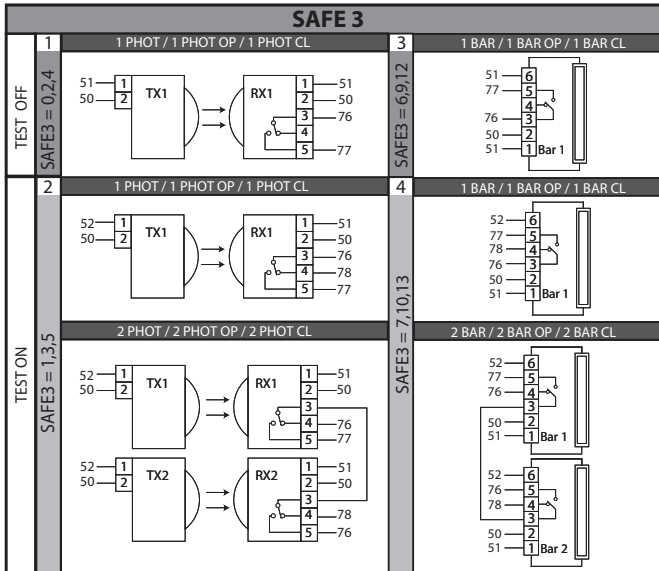 SAFE 3
TEST OFF
1
1 PHOT / 1 PHOT OP / 1 PHOT CL
SAFE3 = 0,2,4
51 1 TX1 RX1 1 51
50 2 2 50
3 76
4
5 77
3
1 BAR / 1 BAR OP / 1 BAR CL
SAFE3 = 6,9,12
51 6
77 5
4
76 3
50 2
51 1 Bar 1
TEST ON
2
1 PHOT / 1 PHOT OP / 1 PHOT CL
SAFE3 = 1,3,5
52 1 TX1 RX1 1 51
50 2 2 50
3 76
4 78
5 77
2 PHOT / 2 PHOT OP / 2 PHOT CL
52 1 TX1 RX1 1 51
50 2 2 50
3
4 76
5 77
52 1 TX2 RX2 1 51
50 2 2 50
3
4 78
5 76
4
1 BAR / 1 BAR OP / 1 BAR CL
SAFE3 = 7,10,13
52 6
77 5
78 4
76 3
50 2
51 1 Bar 1
2 BAR / 2 BAR OP / 2 BAR CL
52 6
77 5
76 4
3
50 2
51 1 Bar 1
52 6
76 5
78 4
3
50 2
51 1 Bar 2